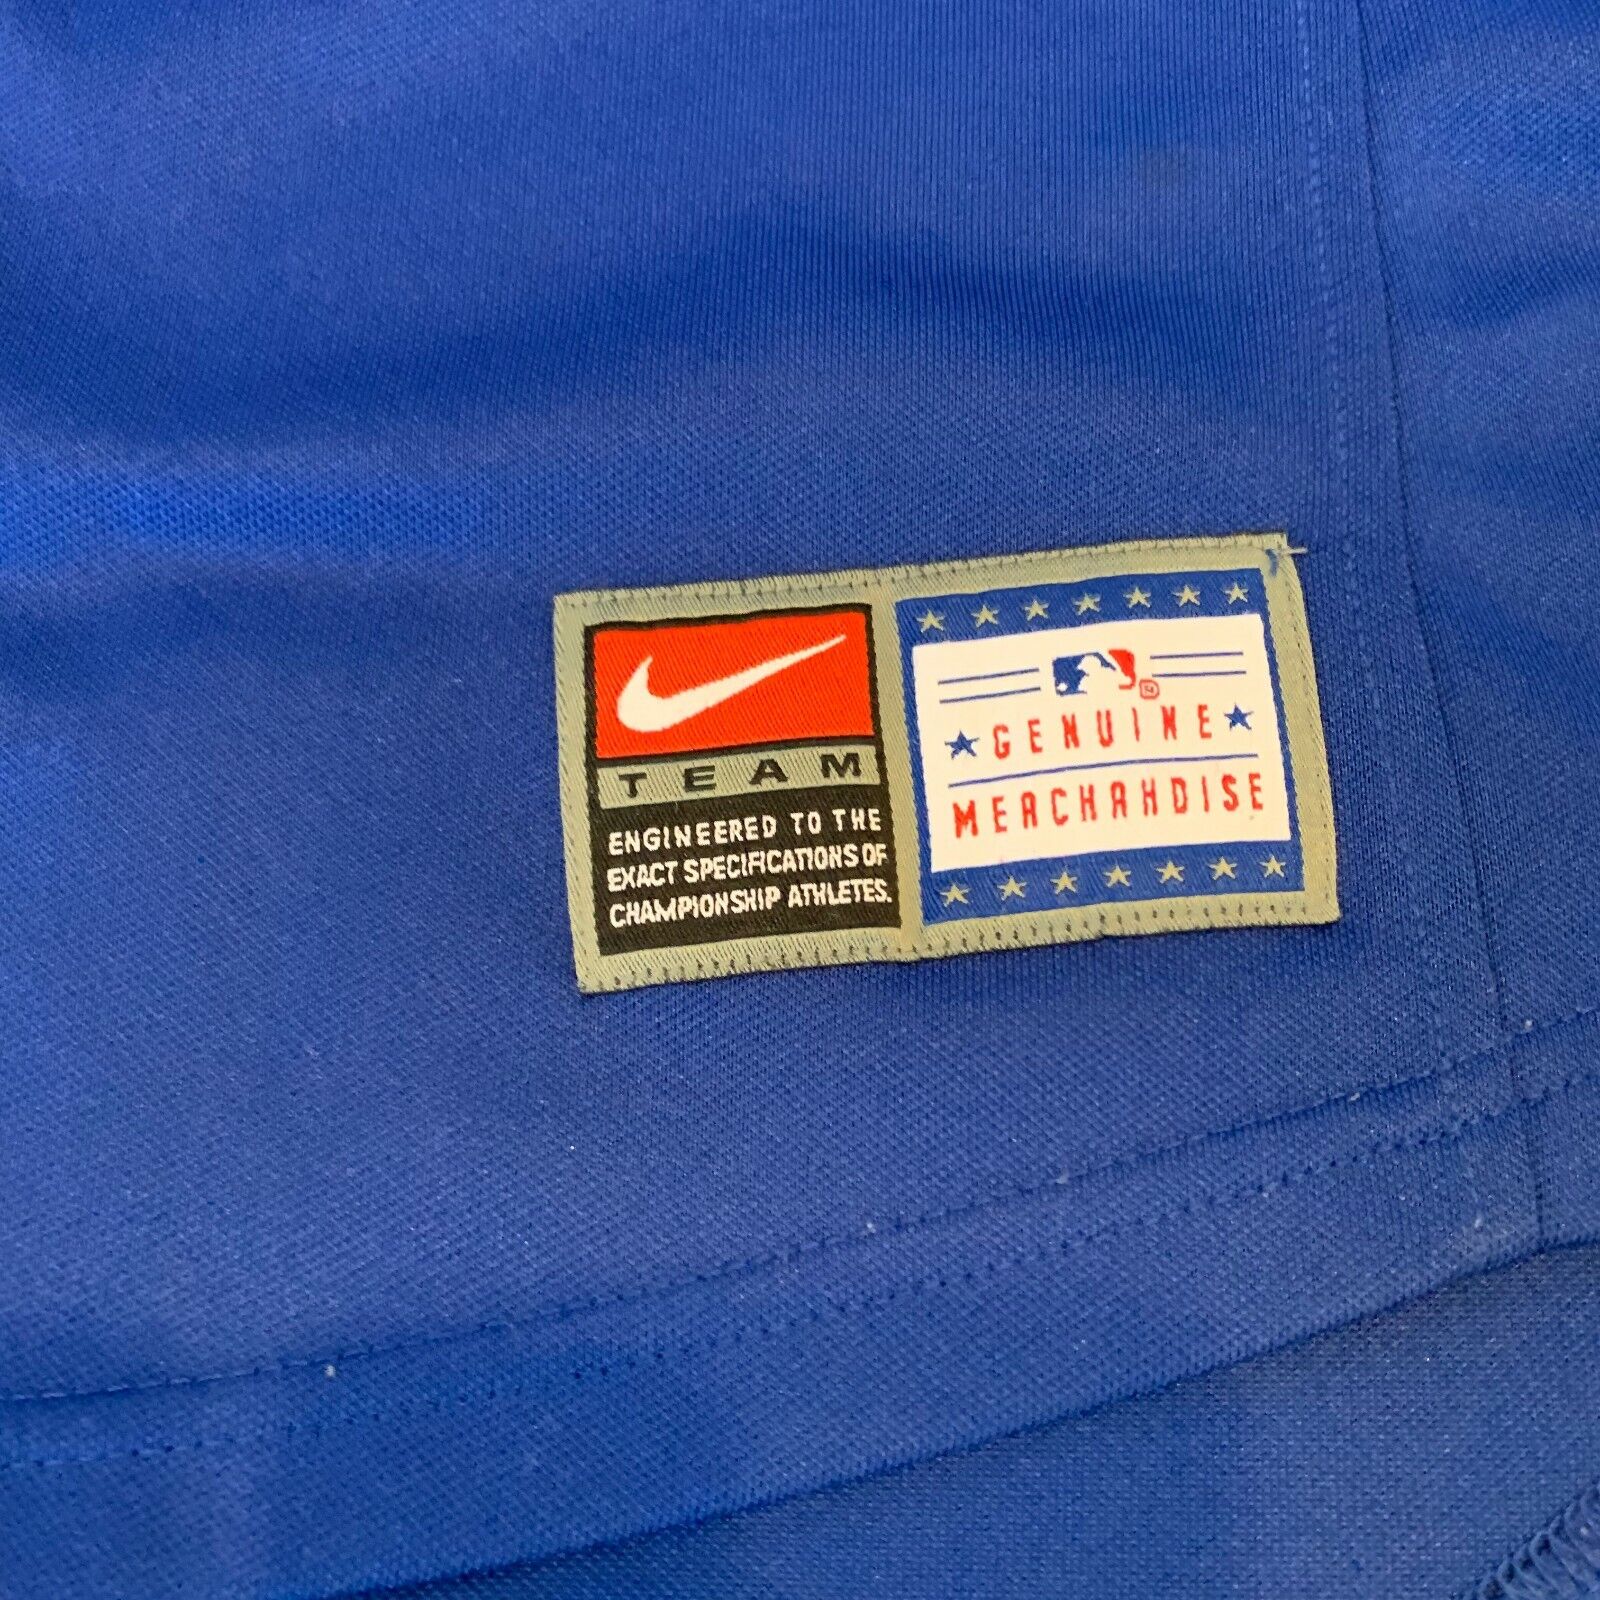 TEAM
ENGINEERED TO THE
EXACT SPECIFICATIONS OF
CHAMPIONSHIP ATHLETES.
GENUINE
MERCHANDISE